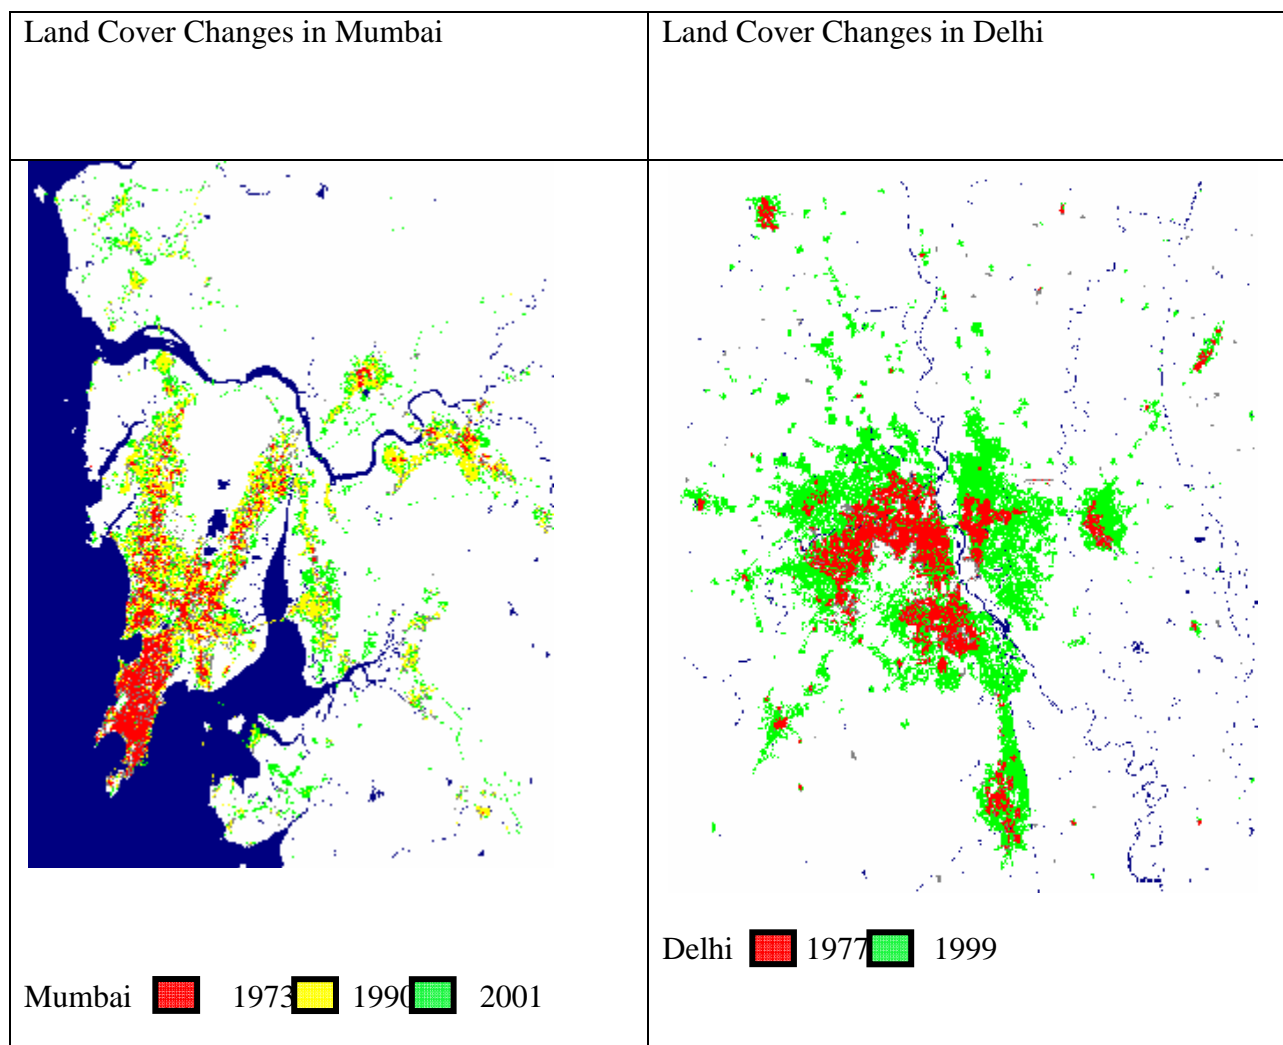 Land Cover Changes in Mumbai
Land Cover Changes in Delhi
Delhi 1977 1999
Mumbai 1973 1990 2001